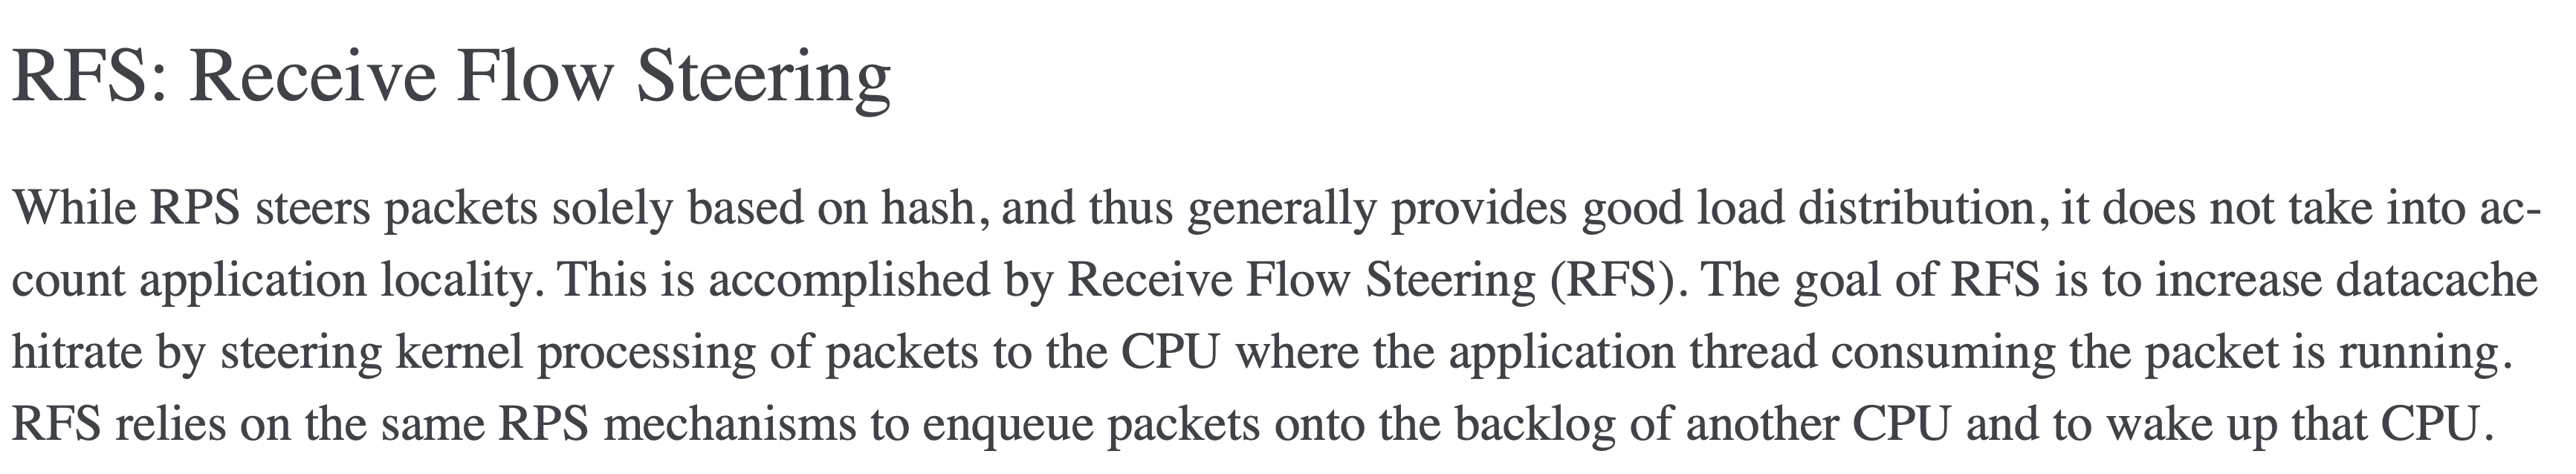 RFS: Receive Flow Steering
While RPS steers packets solely based on hash, and thus generally provides good load distribution, it does not take into ac-
count application locality. This is accomplished by Receive Flow Steering (RFS). The goal of RFS is to increase datacache
hitrate by steering kernel processing of packets to the CPU where the application thread consuming the packet is running.
RFS relies on the same RPS mechanisms to enqueue packets onto the backlog of another CPU and to wake up that CPU.